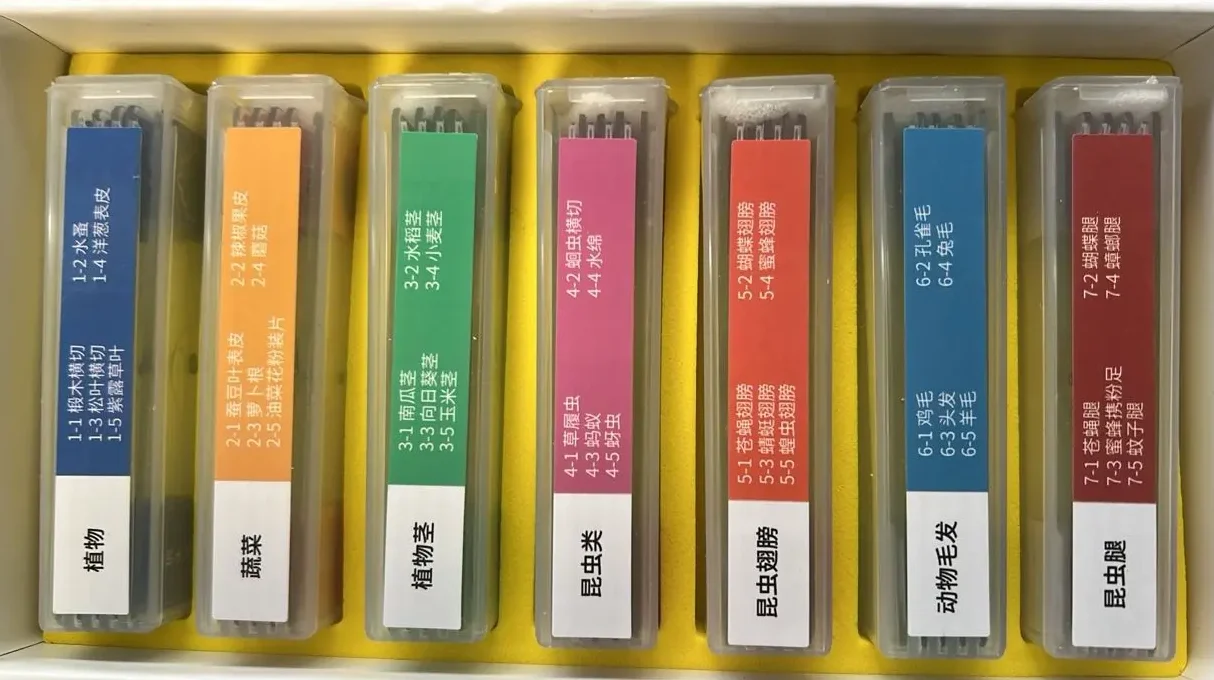 植物
1-1 椴木横切
1-2 水蚤
1-3 松叶横切
1-4 洋葱表皮
1-5 紫露草叶
蔬菜
2-1 蚕豆叶表皮
2-2 辣椒果皮
2-3 萝卜根
2-4 蘑菇
2-5 油菜花粉装片
植物茎
3-1 南瓜茎
3-2 水稻茎
3-3 向日葵茎
3-4 小麦茎
3-5 玉米茎
昆虫类
4-1 草履虫
4-2 蛔虫横切
4-3 蚂蚁
4-4 水绵
4-5 蚜虫
昆虫翅膀
5-1 苍蝇翅膀
5-2 蝴蝶翅膀
5-3 蜻蜓翅膀
5-4 蜜蜂翅膀
5-5 蝗虫翅膀
动物毛发
6-1 鸡毛
6-2 孔雀毛
6-3 头发
6-4 兔毛
6-5 羊毛
昆虫腿
7-1 苍蝇腿
7-2 蝴蝶腿
7-3 蜜蜂携粉足
7-4 蟑螂腿
7-5 蚊子腿